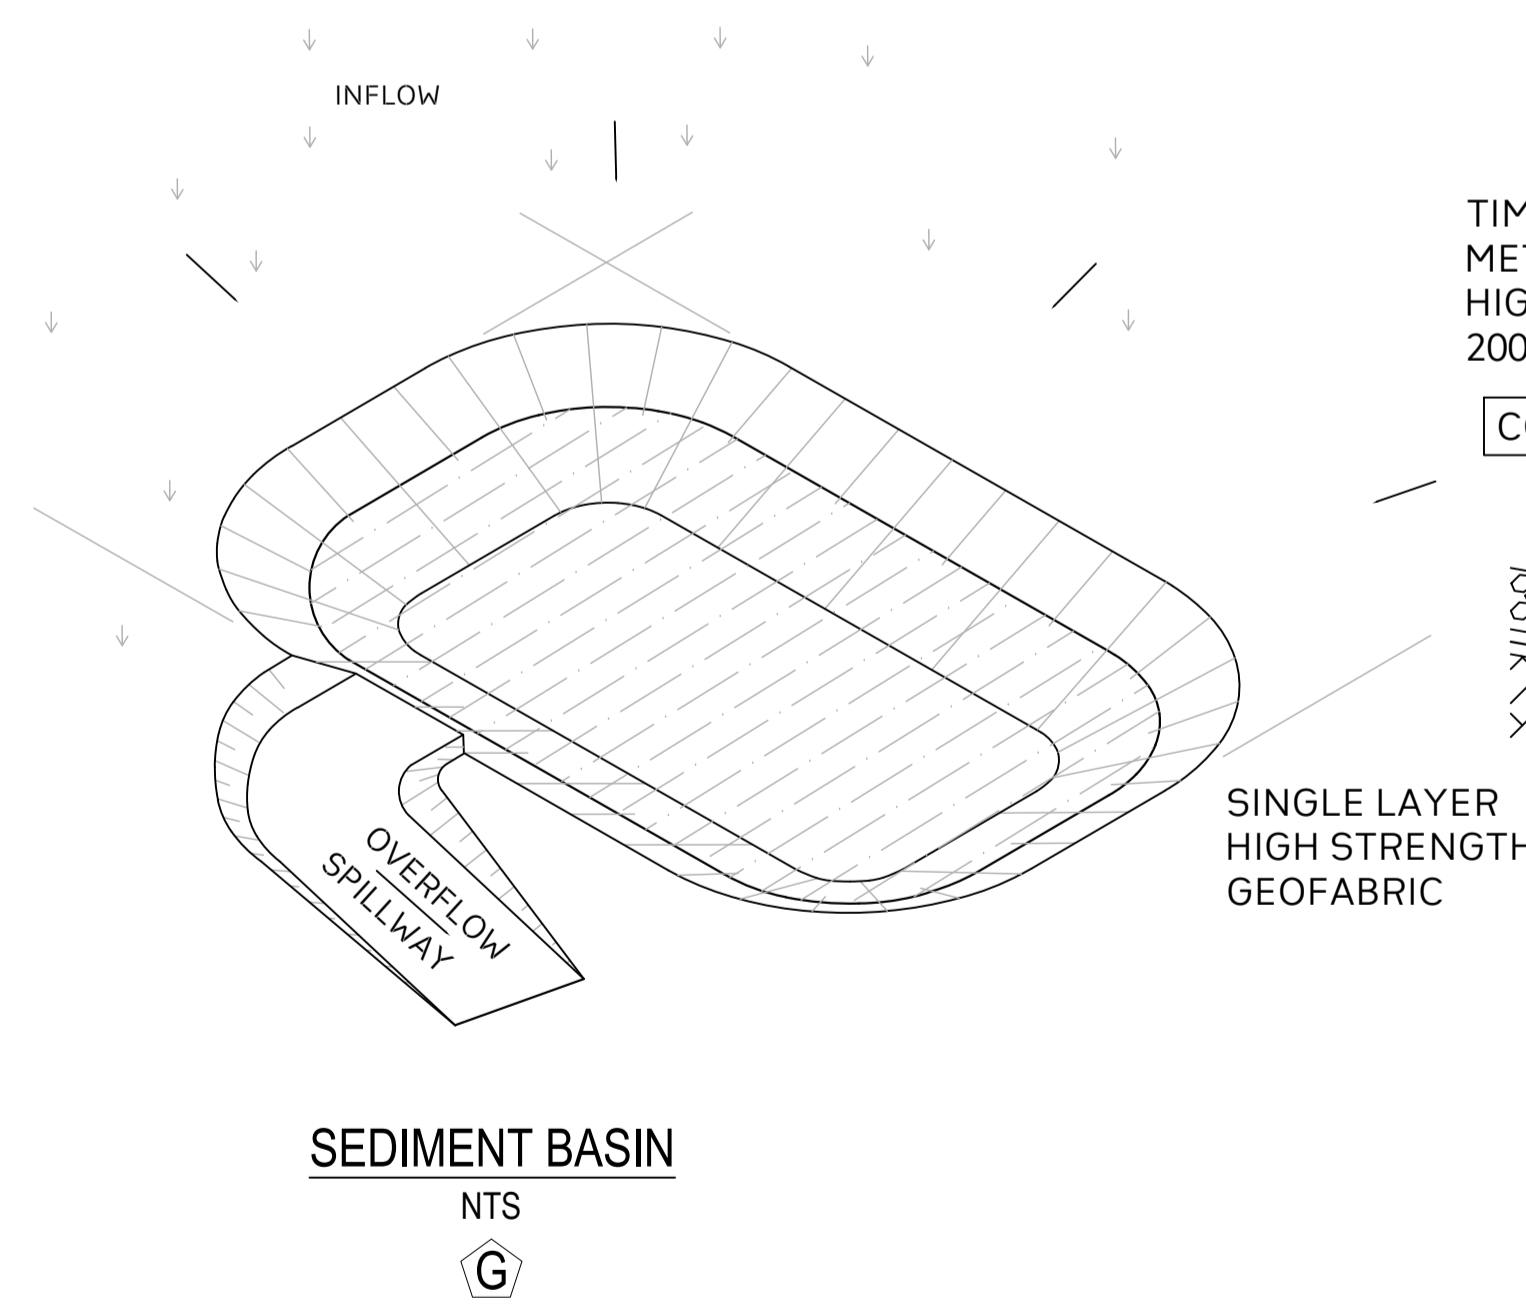 INFLOW
OVERFLOW
SPILLWAY
SINGLE LAYER
HIGH STRENGTH
GEOFABRIC
SEDIMENT BASIN
NTS
G